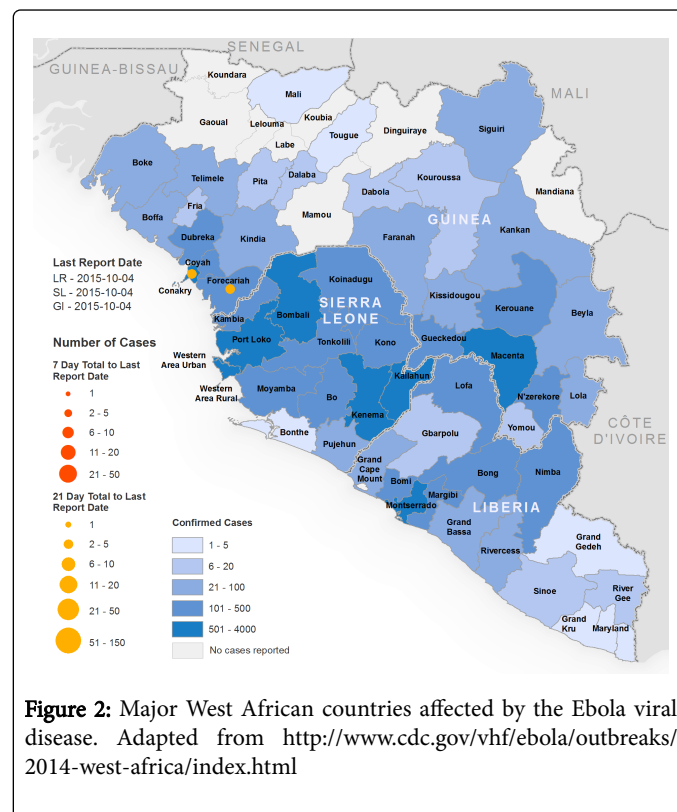 SENEGAL
GUINEA-BISSAU
Koundara
MALI
Mali
Gaoual
Lelouma
Koubia
Labe
Tougue
Dinguiraye
Siguiri
Boke
Telimele
Pita
Dalaba
Dabola
Kouroussa
Mandiana
Fria
Boffa
Mamou
GUINEA
Dubreka
Kindia
Faranah
Kankan
Last Report Date
LR - 2015-10-04
SL - 2015-10-04
GI - 2015-10-04
Coyah
Conakry
Forecariah
Koinadugu
Kissidougou
Kerouane
Beyla
SIERRA
LEONE
Kambia
Bombali
Port Loko
Tonkolili
Kono
Gueckedou
Macenta
Western
Area Urban
Western
Area Rural
Moyamba
Bo
Kenema
Kailahun
Lofa
N'zerekore
Lola
Yomou
CÔTE
D'IVOIRE
Bonthe
Pujehun
Gbarpolu
Grand
Cape
Mount
Bomi
Bong
Nimba
Margibi
Montserrado
LIBERIA
Grand
Bassa
Rivercess
Grand
Gedeh
Sinoe
River
Gee
Grand
Kru
Maryland
Number of Cases
7 Day Total to Last
Report Date
1
2 - 5
6 - 10
11 - 20
21 - 50
21 Day Total to Last
Report Date
1
2 - 5
6 - 10
11 - 20
21 - 50
51 - 150
Confirmed Cases
1 - 5
6 - 20
21 - 100
101 - 500
501 - 4000
No cases reported
Figure 2: Major West African countries affected by the Ebola viral
disease. Adapted from http://www.cdc.gov/vhf/ebola/outbreaks/
2014-west-africa/index.html